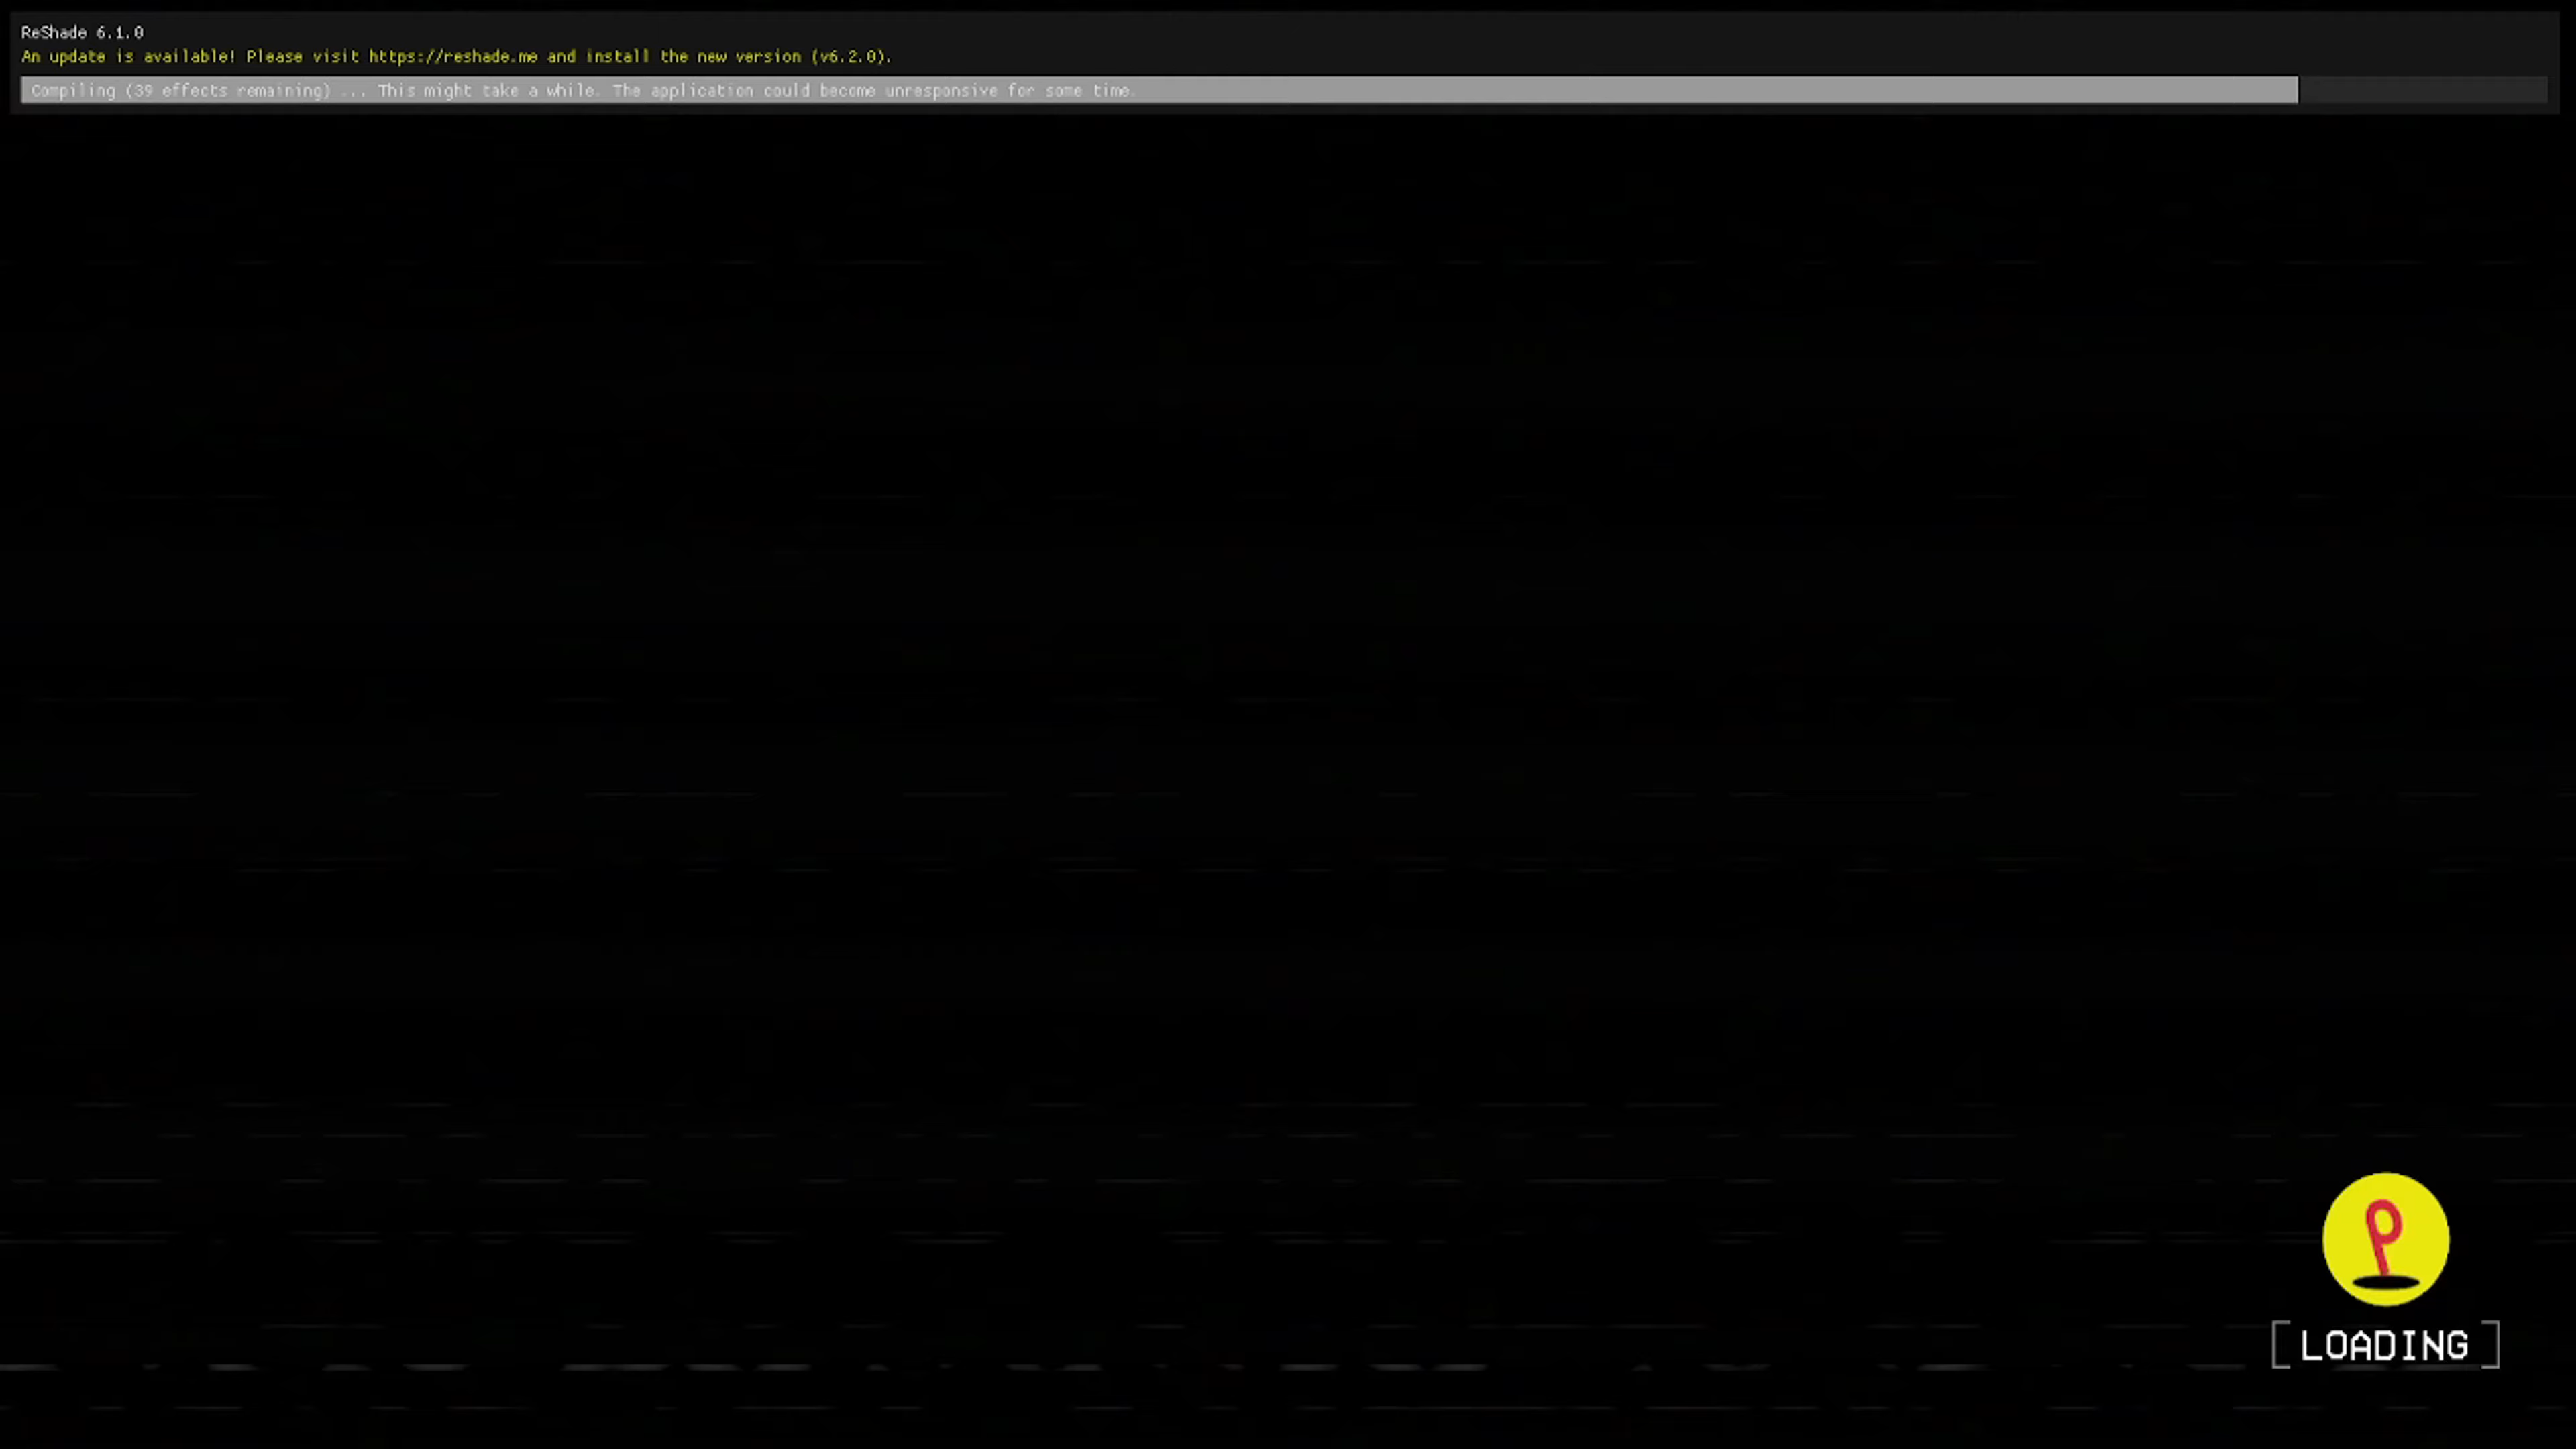 ReShade 6.1.0
An update is available! Please visit https://reshade.me and install the new version (v6.2.0).
Compiling (39 effects remaining) ... This might take a while. The application could become unresponsive for some time.
[LOADING]